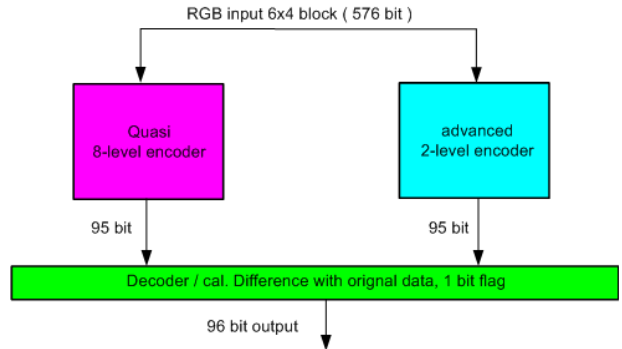 RGB input 6x4 block ( 576 bit )
Quasi
8-level encoder
advanced
2-level encoder
95 bit
95 bit
Decoder / cal. Difference with orignal data, 1 bit flag
96 bit output